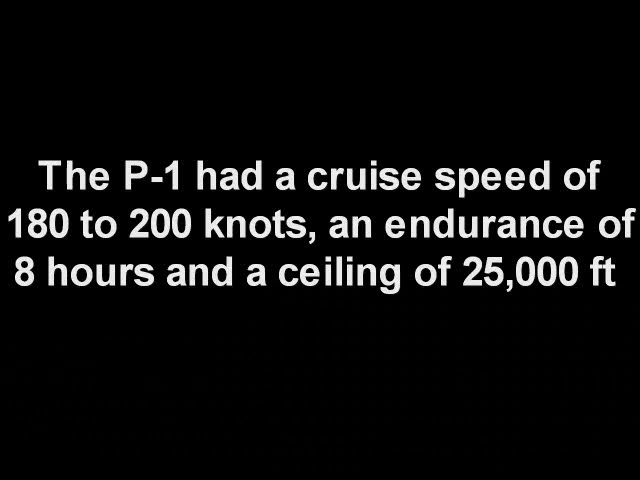 The P-1 had a cruise speed of
180 to 200 knots, an endurance of
8 hours and a ceiling of 25,000 ft